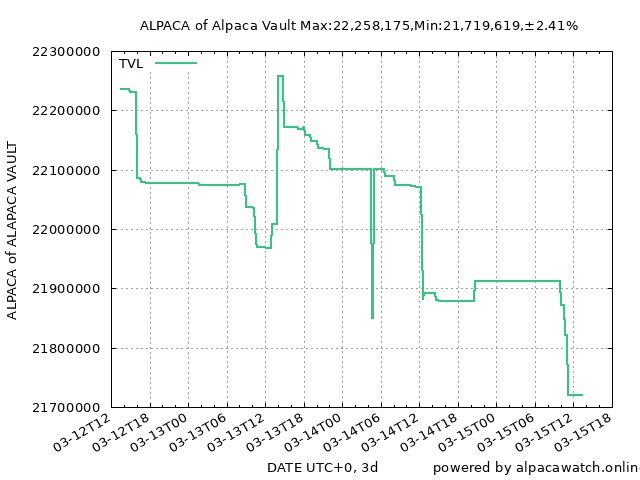 ALPACA of Alpaca Vault Max:22,258,175,Min:21,719,619,±2.41%
TVL
22300000
22200000
22100000
22000000
21900000
21800000
21700000
ALPACA of ALAPACA VAULT
03-12T12
03-12T18
03-13T00
03-13T06
03-13T12
03-13T18
03-14T00
03-14T06
03-14T12
03-14T18
03-15T00
03-15T06
03-15T12
03-15T18
DATE UTC+0, 3d
powered by alpacawatch.onlin